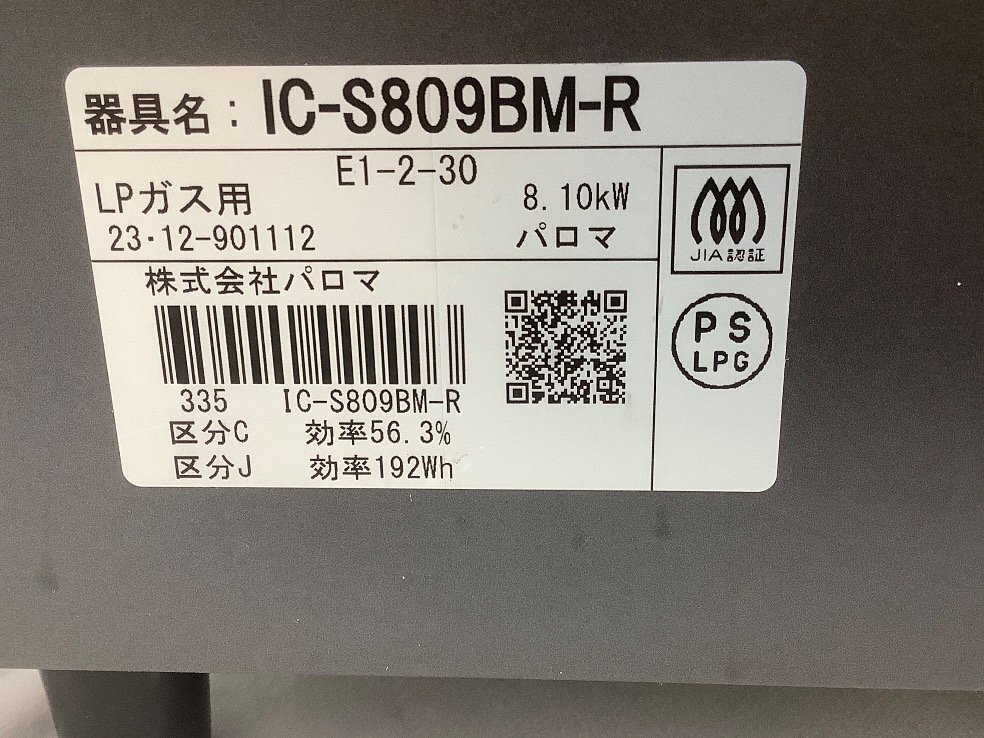 器具名：IC-S809BM-R
E1-2-30
LPガス用 8.10kW
23・12-901112 パロマ
JIA認証
株式会社パロマ
PS
LPG
335 IC-S809BM-R
区分C 効率56.3%
区分J 効率192Wh